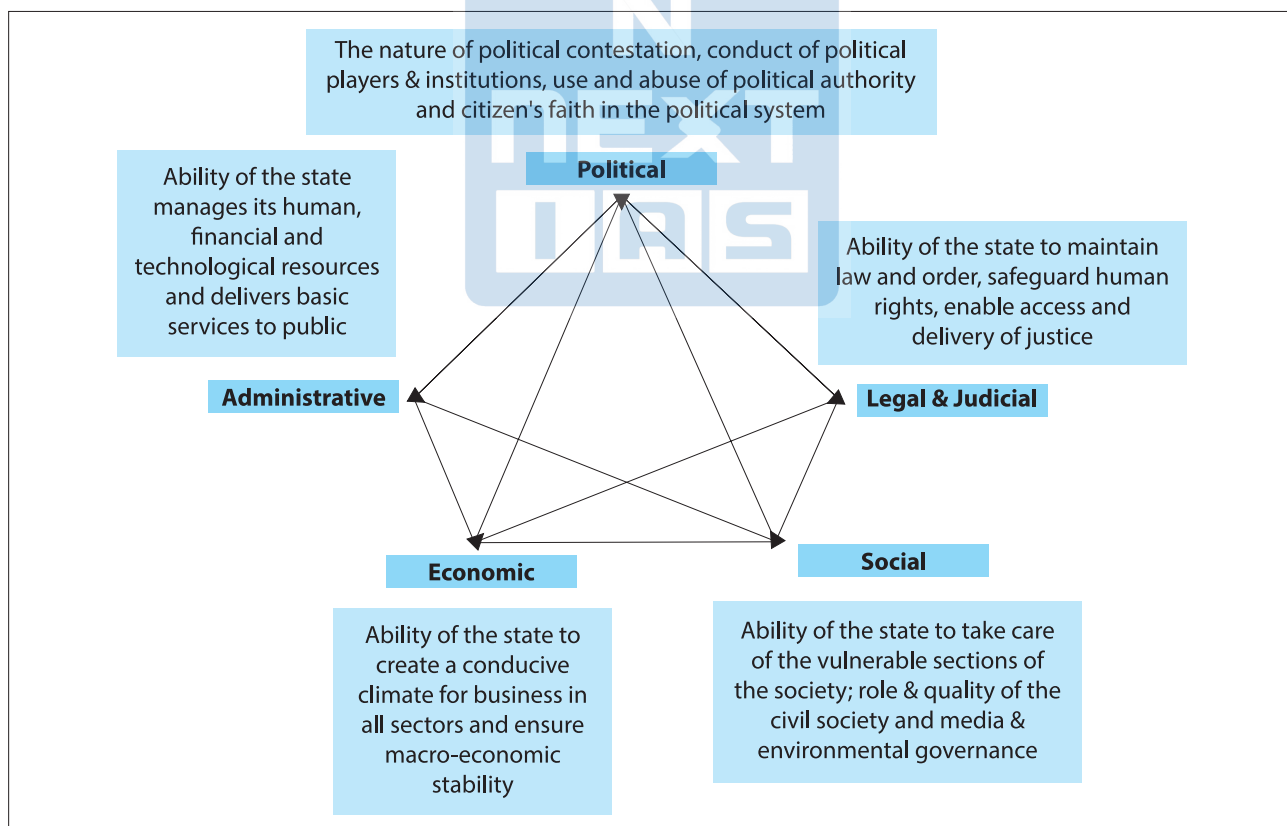 The nature of political contestation, conduct of political
players & institutions, use and abuse of political authority
and citizen's faith in the political system
N
NEXT
IAS
Political
Ability of the state
manages its human,
financial and
technological resources
and delivers basic
services to public
Ability of the state to maintain
law and order, safeguard human
rights, enable access and
delivery of justice
Administrative
Legal & Judicial
Economic
Social
Ability of the state to
create a conducive
climate for business in
all sectors and ensure
macro-economic
stability
Ability of the state to take care
of the vulnerable sections of
the society; role & quality of the
civil society and media &
environmental governance